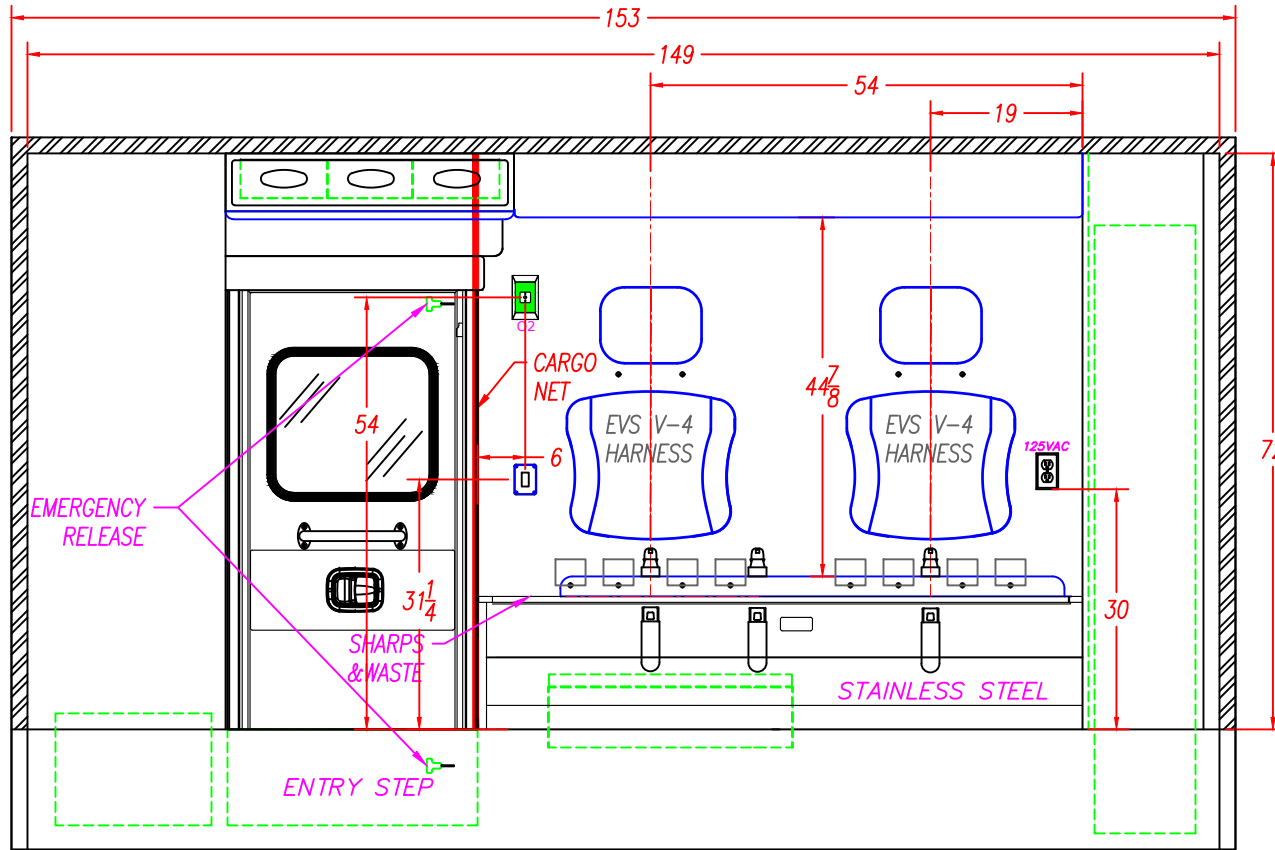 153
149
54
19
O2
CARGO
NET
54
44 7/8
EVS V-4
HARNESS
EVS V-4
HARNESS
125VAC
6
72
EMERGENCY
RELEASE
31 1/4
30
SHARPS
&WASTE
STAINLESS STEEL
ENTRY STEP